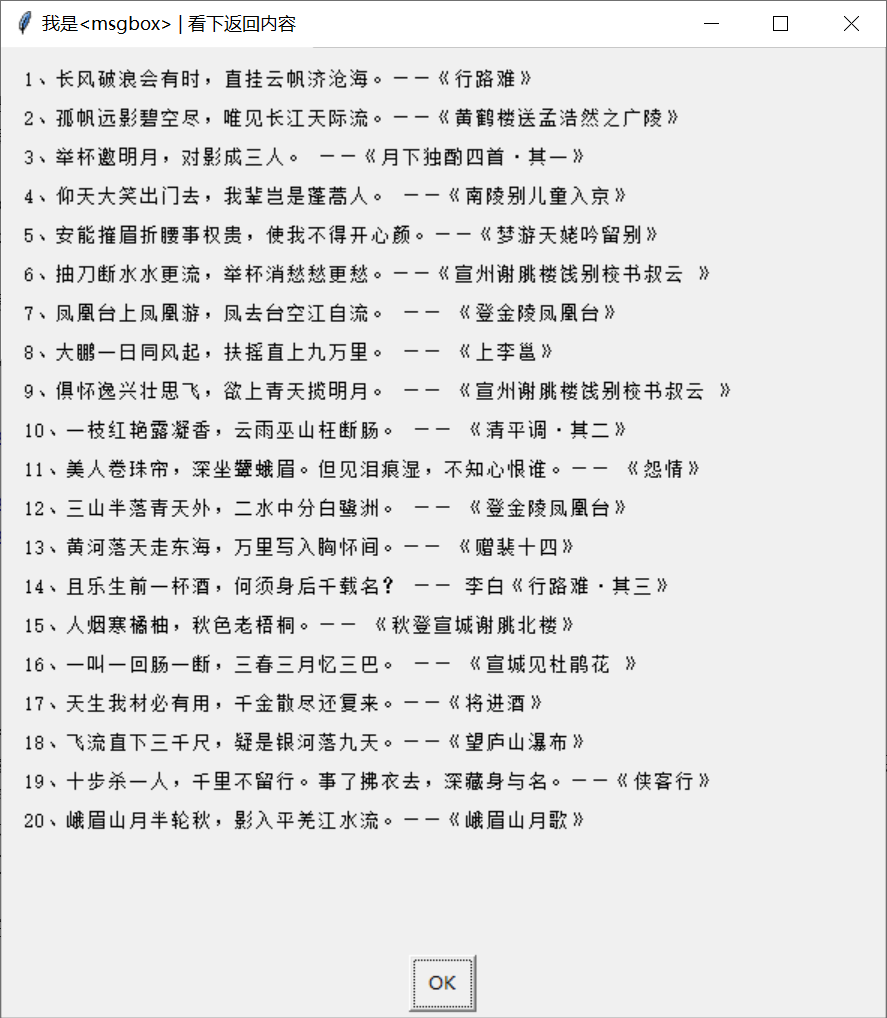 我是<msgbox> | 看下返回内容
1、长风破浪会有时，直挂云帆济沧海。——《行路难》
2、孤帆远影碧空尽，唯见长江天际流。——《黄鹤楼送孟浩然之广陵》
3、举杯邀明月，对影成三人。 ——《月下独酌四首·其一》
4、仰天大笑出门去，我辈岂是蓬蒿人。 ——《南陵别儿童入京》
5、安能摧眉折腰事权贵，使我不得开心颜。——《梦游天姥吟留别》
6、抽刀断水水更流，举杯消愁愁更愁。——《宣州谢脁楼饯别校书叔云 》
7、凤凰台上凤凰游，凤去台空江自流。 —— 《登金陵凤凰台》
8、大鹏一日同风起，扶摇直上九万里。 —— 《上李邕》
9、俱怀逸兴壮思飞，欲上青天揽明月。 —— 《宣州谢脁楼饯别校书叔云 》
10、一枝红艳露凝香，云雨巫山枉断肠。 —— 《清平调·其二》
11、美人卷珠帘，深坐颦蛾眉。但见泪痕湿，不知心恨谁。—— 《怨情》
12、三山半落青天外，二水中分白鹭洲。 —— 《登金陵凤凰台》
13、黄河落天走东海，万里写入胸怀间。—— 《赠裴十四》
14、且乐生前一杯酒，何须身后千载名？ —— 李白《行路难·其三》
15、人烟寒橘柚，秋色老梧桐。—— 《秋登宣城谢脁北楼》
16、一叫一回肠一断，三春三月忆三巴。 —— 《宣城见杜鹃花 》
17、天生我材必有用，千金散尽还复来。——《将进酒》
18、飞流直下三千尺，疑是银河落九天。——《望庐山瀑布》
19、十步杀一人，千里不留行。事了拂衣去，深藏身与名。——《侠客行》
20、峨眉山月半轮秋，影入平羌江水流。——《峨眉山月歌》
OK